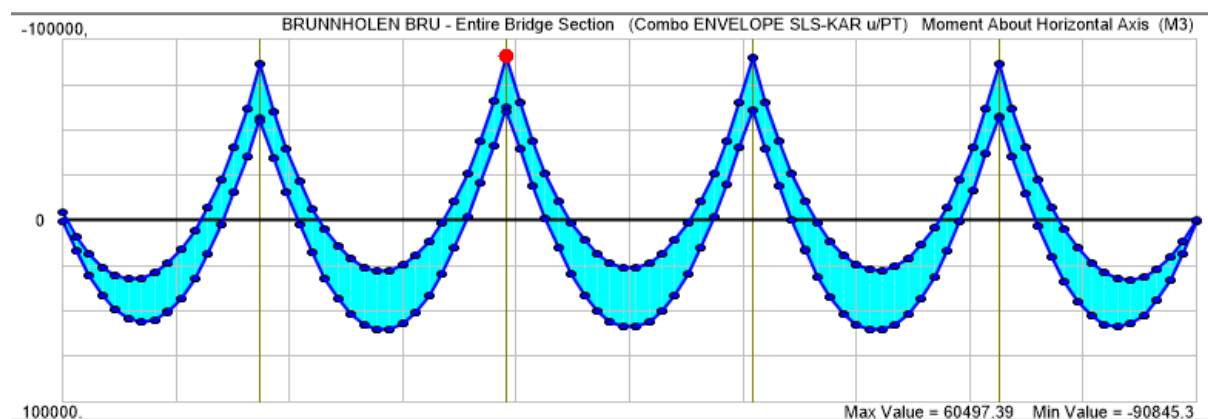 BRUNNHOLEN BRU - Entire Bridge Section (Combo ENVELOPE SLS-KAR u/PT) Moment About Horizontal Axis (M3)
-100000,
0
100000.
Max Value = 60497.39 Min Value = -90845.3